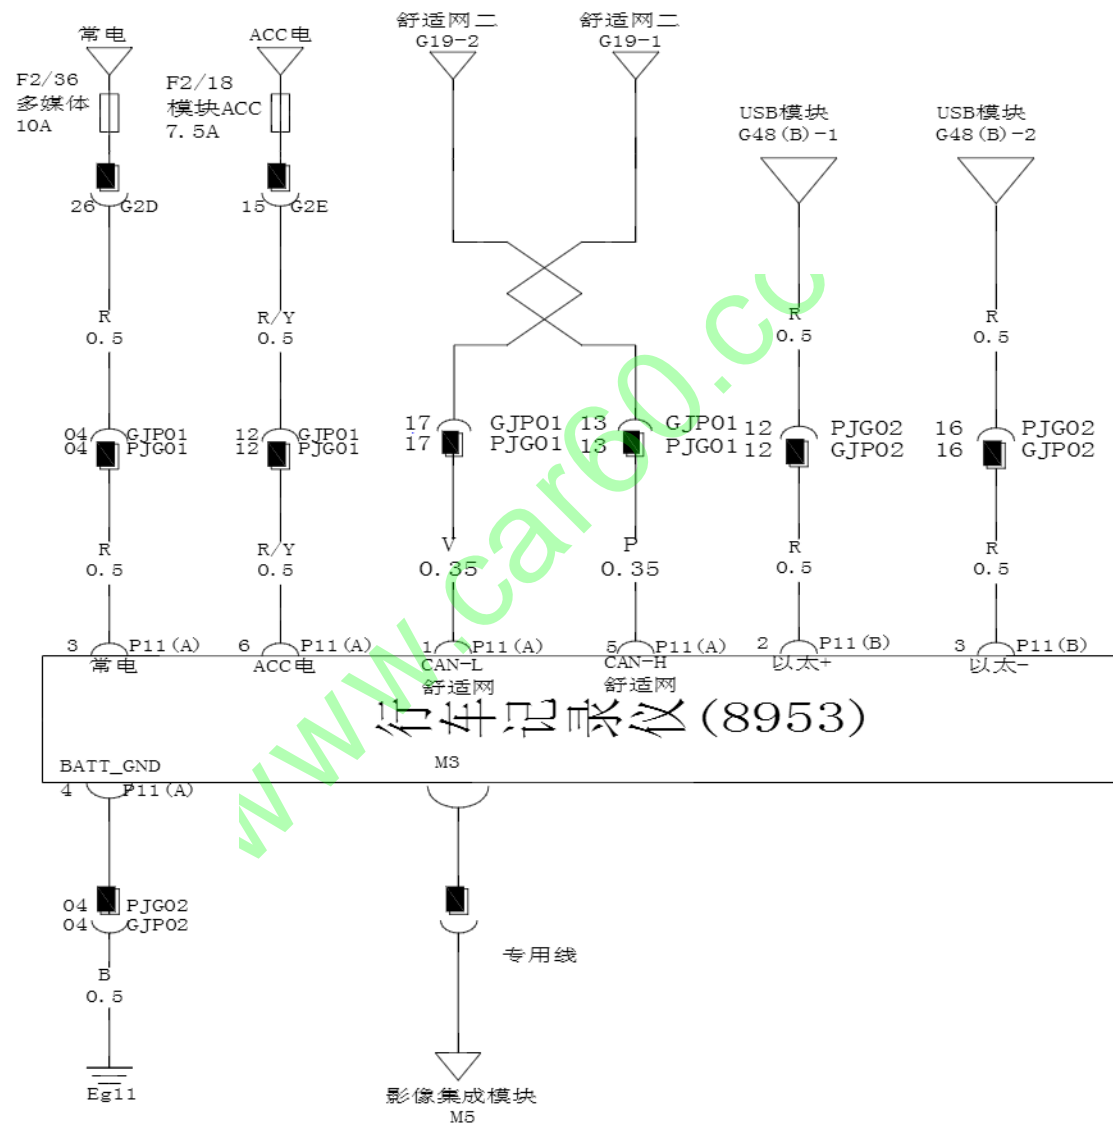 常电
ACC电
舒适网二
G19-2
舒适网二
G19-1
F2/36
多媒体
10A
F2/18
模块ACC
7.5A
USB模块
G48(B)-1
USB模块
G48(B)-2
26 G2D
15 G2E
R
0.5
R/Y
0.5
R
0.5
R
0.5
04 GJP01
04 PJG01
12 GJP01
12 PJG01
17 GJP01
17 PJG01
13 GJP01
13 PJG01
12 PJG02
12 GJP02
16 PJG02
16 GJP02
R
0.5
R/Y
0.5
V
0.35
P
0.35
R
0.5
R
0.5
3 P11(A)
常电
6 P11(A)
ACC电
1 P11(A)
CAN-L
舒适网
5 P11(A)
CAN-H
舒适网
2 P11(B)
以太+
3 P11(B)
以太-
行车记录仪(8953)
BATT_GND
4 P11(A)
M3
04 PJG02
04 GJP02
B
0.5
Eg11
专用线
影像集成模块
M5
www.car60.co